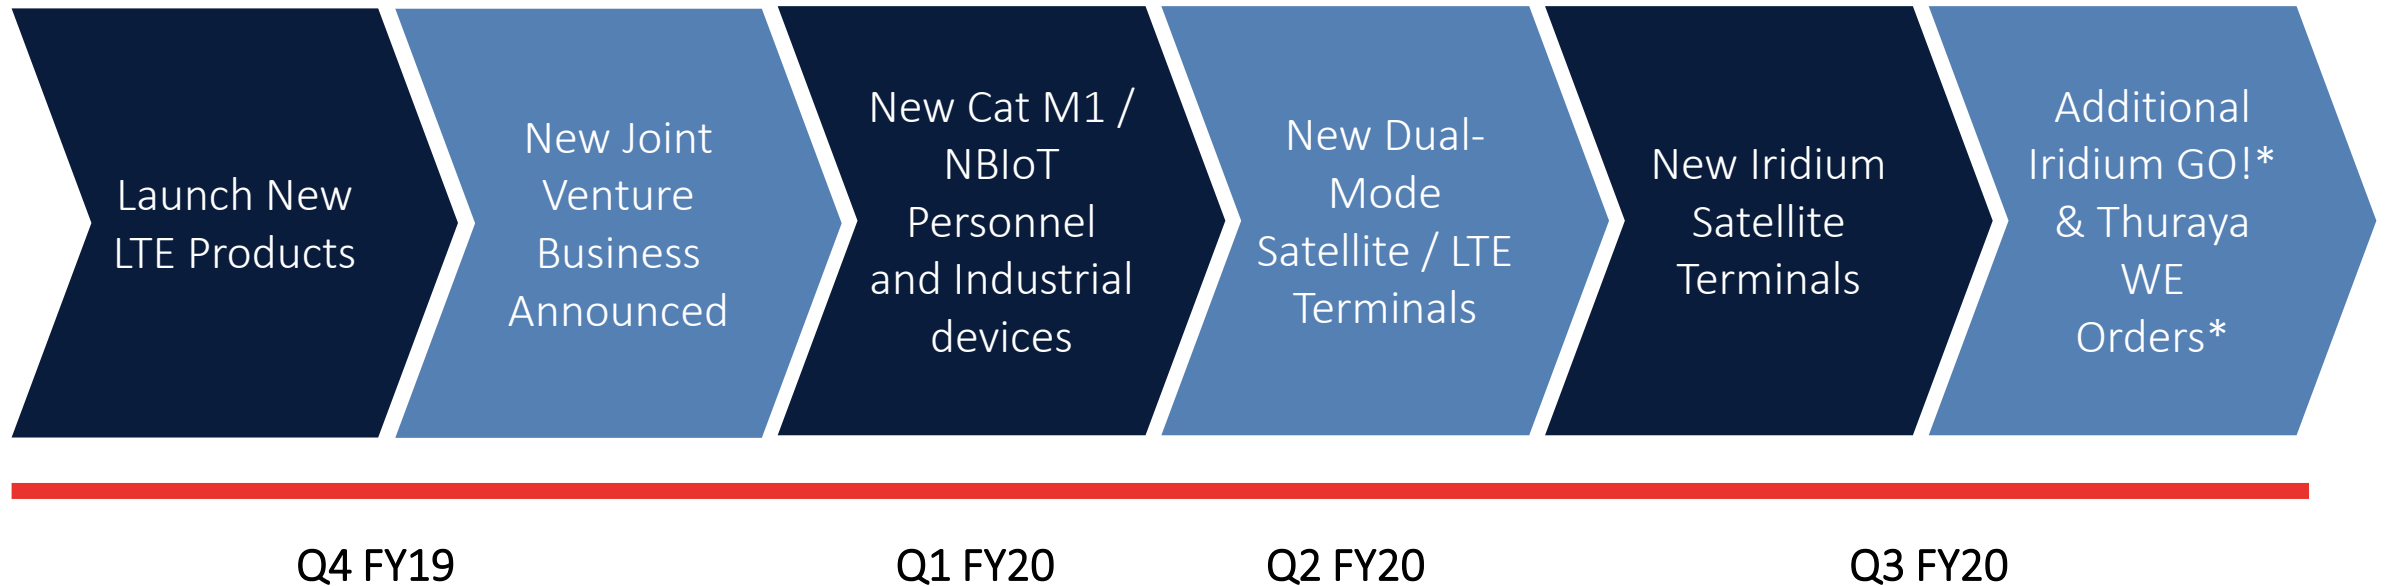 Launch New
LTE Products
New Joint
Venture
Business
Announced
New Cat M1 /
NBIoT
Personnel
and Industrial
devices
New Dual-
Mode
Satellite / LTE
Terminals
New Iridium
Satellite
Terminals
Additional
Iridium GO!*
& Thuraya
WE
Orders*
Q4 FY19
Q1 FY20
Q2 FY20
Q3 FY20